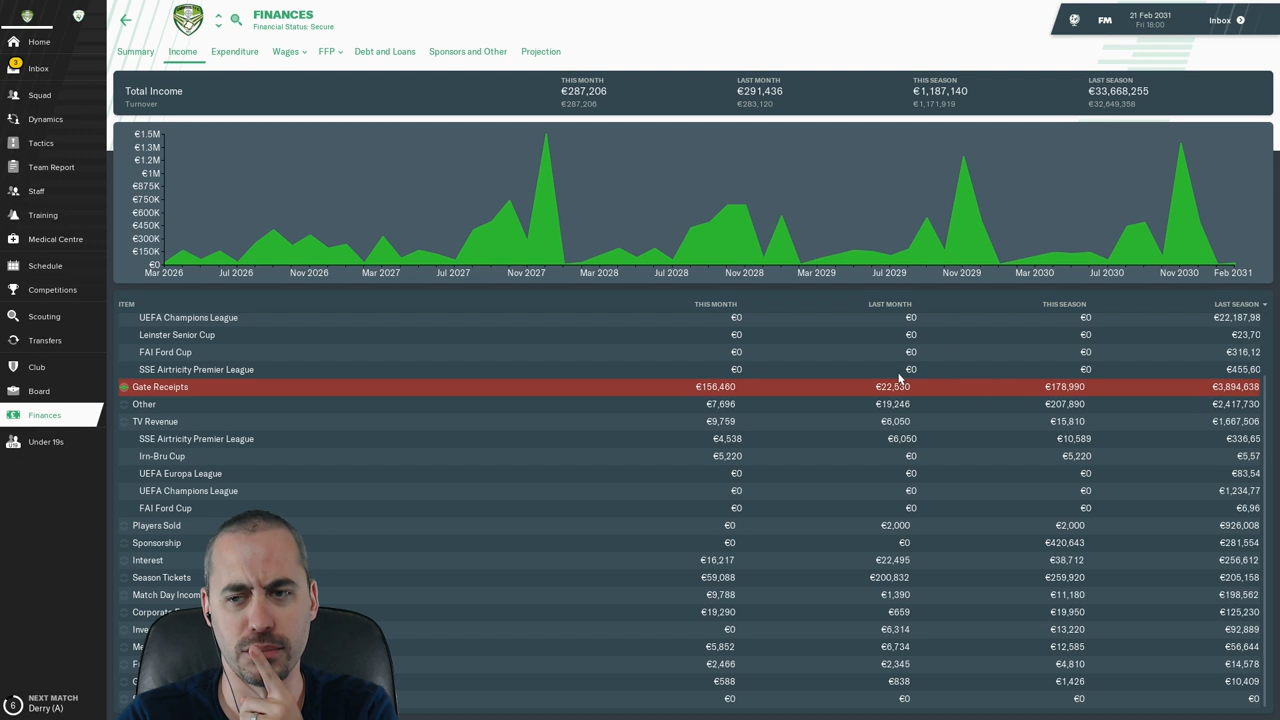 FINANCES
Financial Status: Secure
21 Feb 2031
Fri 18:00
FM
Inbox
Summary Income Expenditure Wages FFP Debt and Loans Sponsors and Other Projection
Home
3
Inbox
Squad
Dynamics
Tactics
Team Report
Staff
Training
Medical Centre
Schedule
Competitions
Scouting
Transfers
Club
Board
Finances
Under 19s
6
NEXT MATCH
Derry (A)
THIS MONTH LAST MONTH THIS SEASON LAST SEASON
Total Income €287,206 €291,436 €1,187,140 €33,668,255
Turnover €287,206 €283,120 €1,171,919 €32,649,358
€1.5M
€1.3M
€1.2M
€1M
€875K
€750K
€600K
€450K
€300K
€150K
€0
Mar 2026 Jul 2026 Nov 2026 Mar 2027 Jul 2027 Nov 2027 Mar 2028 Jul 2028 Nov 2028 Mar 2029 Jul 2029 Nov 2029 Mar 2030 Jul 2030 Nov 2030 Feb 2031
ITEM THIS MONTH LAST MONTH THIS SEASON LAST SEASON
UEFA Champions League €0 €0 €0 €22,187,98
Leinster Senior Cup €0 €0 €0 €23,70
FAI Ford Cup €0 €0 €0 €316,12
SSE Airtricity Premier League €0 €0 €0 €455,60
Gate Receipts €156,460 €22,530 €178,990 €3,894,638
Other €7,696 €19,246 €207,890 €2,417,730
TV Revenue €9,759 €6,050 €15,810 €1,667,506
SSE Airtricity Premier League €4,538 €6,050 €10,589 €336,65
Irn-Bru Cup €5,220 €0 €5,220 €5,57
UEFA Europa League €0 €0 €0 €83,54
UEFA Champions League €0 €0 €0 €1,234,77
FAI Ford Cup €0 €0 €0 €6,96
Players Sold €0 €2,000 €2,000 €926,008
Sponsorship €0 €0 €420,643 €281,554
Interest €16,217 €22,495 €38,712 €256,612
Season Tickets €59,088 €200,832 €259,920 €205,158
Match Day Incom €9,788 €1,390 €11,180 €198,562
Corporate €19,290 €659 €19,950 €125,230
Inve €0 €6,314 €13,220 €92,889
Me €5,852 €6,734 €12,585 €56,644
F €2,466 €2,345 €4,810 €14,578
G €588 €838 €1,426 €10,409
€0 €0 €0 €0